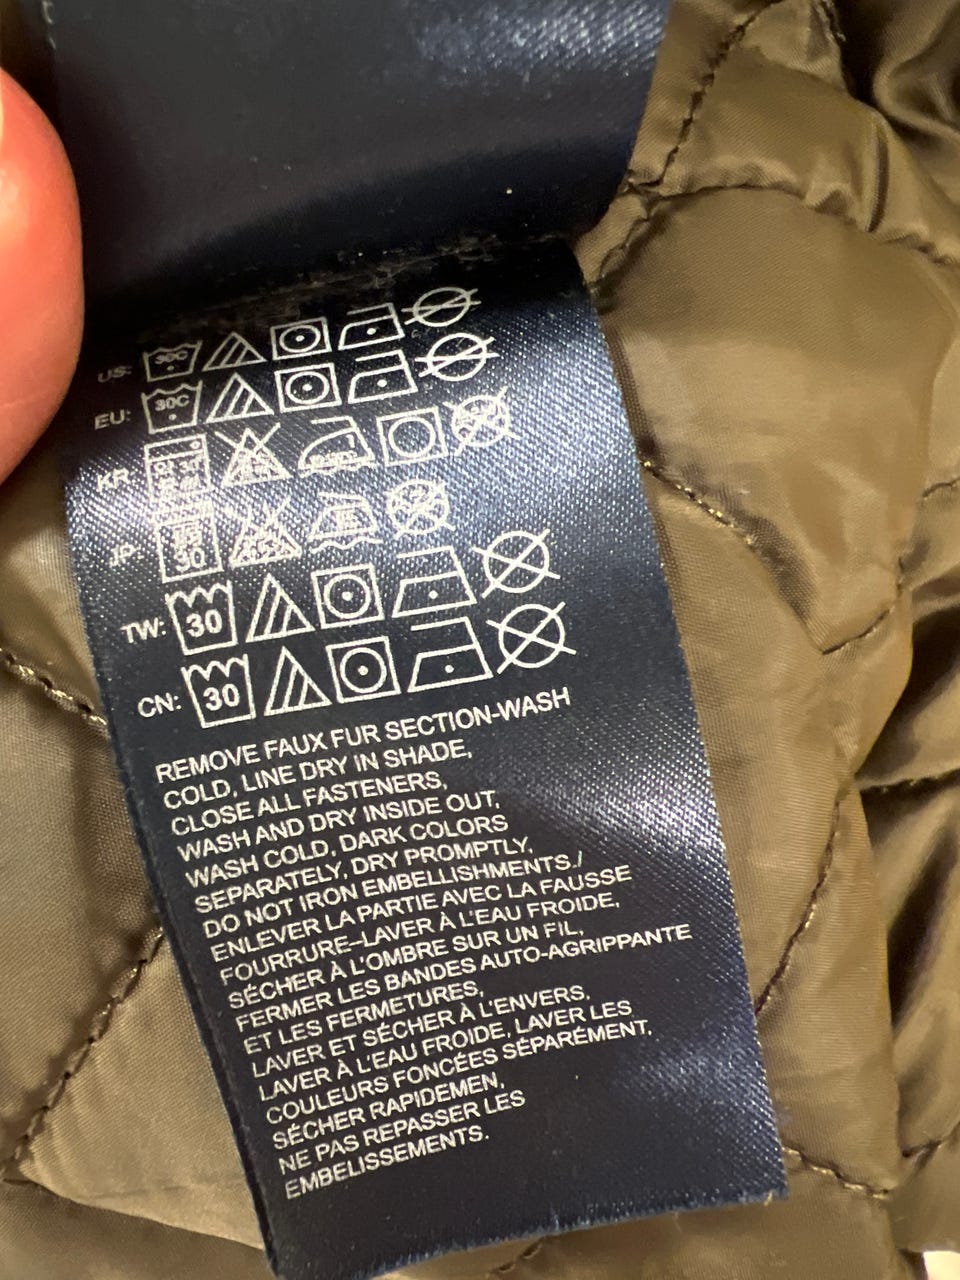 US: 30C
EU: 30C
KR
JP: 30
TW: 30
CN: 30
REMOVE FAUX FUR SECTION-WASH
COLD, LINE DRY IN SHADE,
CLOSE ALL FASTENERS,
WASH AND DRY INSIDE OUT,
WASH COLD, DARK COLORS
SEPARATELY, DRY PROMPTLY,
DO NOT IRON EMBELLISHMENTS./
ENLEVER LA PARTIE AVEC LA FAUSSE
FOURRURE–LAVER À L'EAU FROIDE,
SÉCHER À L'OMBRE SUR UN FIL,
FERMER LES BANDES AUTO-AGRIPPANTE
ET LES FERMETURES,
LAVER ET SÉCHER À L'ENVERS,
LAVER À L'EAU FROIDE, LAVER LES
COULEURS FONCÉES SÉPARÉMENT,
SÉCHER RAPIDEMEN,
NE PAS REPASSER LES
EMBELISSEMENTS.